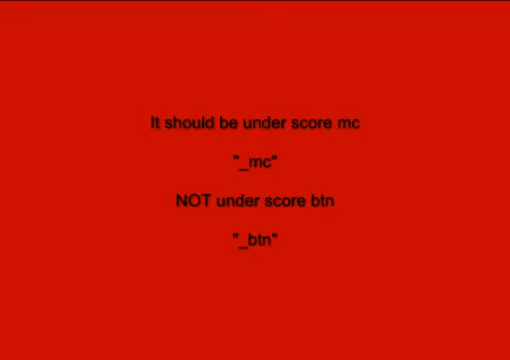 It should be under score mc
"_mc"
NOT under score btn
"_btn"